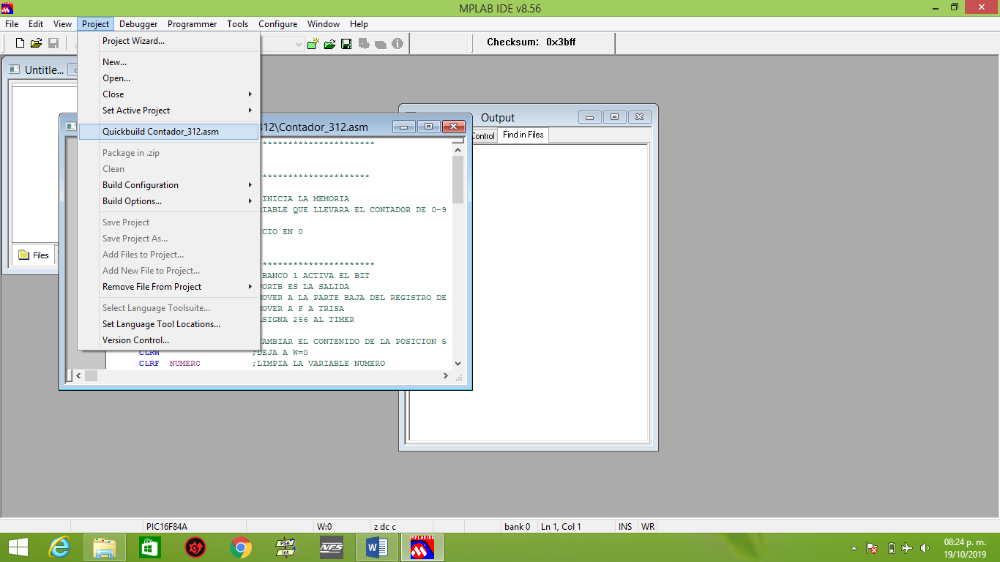 MPLAB IDE v8.56
File Edit View Project Debugger Programmer Tools Configure Window Help
Checksum: 0x3bff
Project Wizard...
New...
Open...
Close
Set Active Project
Quickbuild Contador_312.asm
Package in .zip
Clean
Build Configuration
Build Options...
Save Project
Save Project As...
Add Files to Project...
Add New File to Project...
Remove File From Project
Select Language Toolsuite...
Set Language Tool Locations...
Version Control...
Untitle...
Files
312\Contador_312.asm
***********************
**********************
INICIA LA MEMORIA
RIABLE QUE LLEVARA EL CONTADOR DE 0-9
ICIO EN 0
***********************
BANCO 1 ACTIVA EL BIT
PORTB ES LA SALIDA
MOVER A LA PARTE BAJA DEL REGISTRO DE
MOVER A F A TRISA
ASIGNA 256 AL TIMER
CAMBIAR EL CONTENIDO DE LA POSICION 5
CLRW ;DEJA A W=0
CLRF NUMERO ;LIMPIA LA VARIABLE NUMERO
Output
Control Find in Files
PIC16F84A W:0 z dc c bank 0 Ln 1, Col 1 INS WR
PSe
Int
NFS
MPLAB IDE
08:24 p. m.
19/10/2019